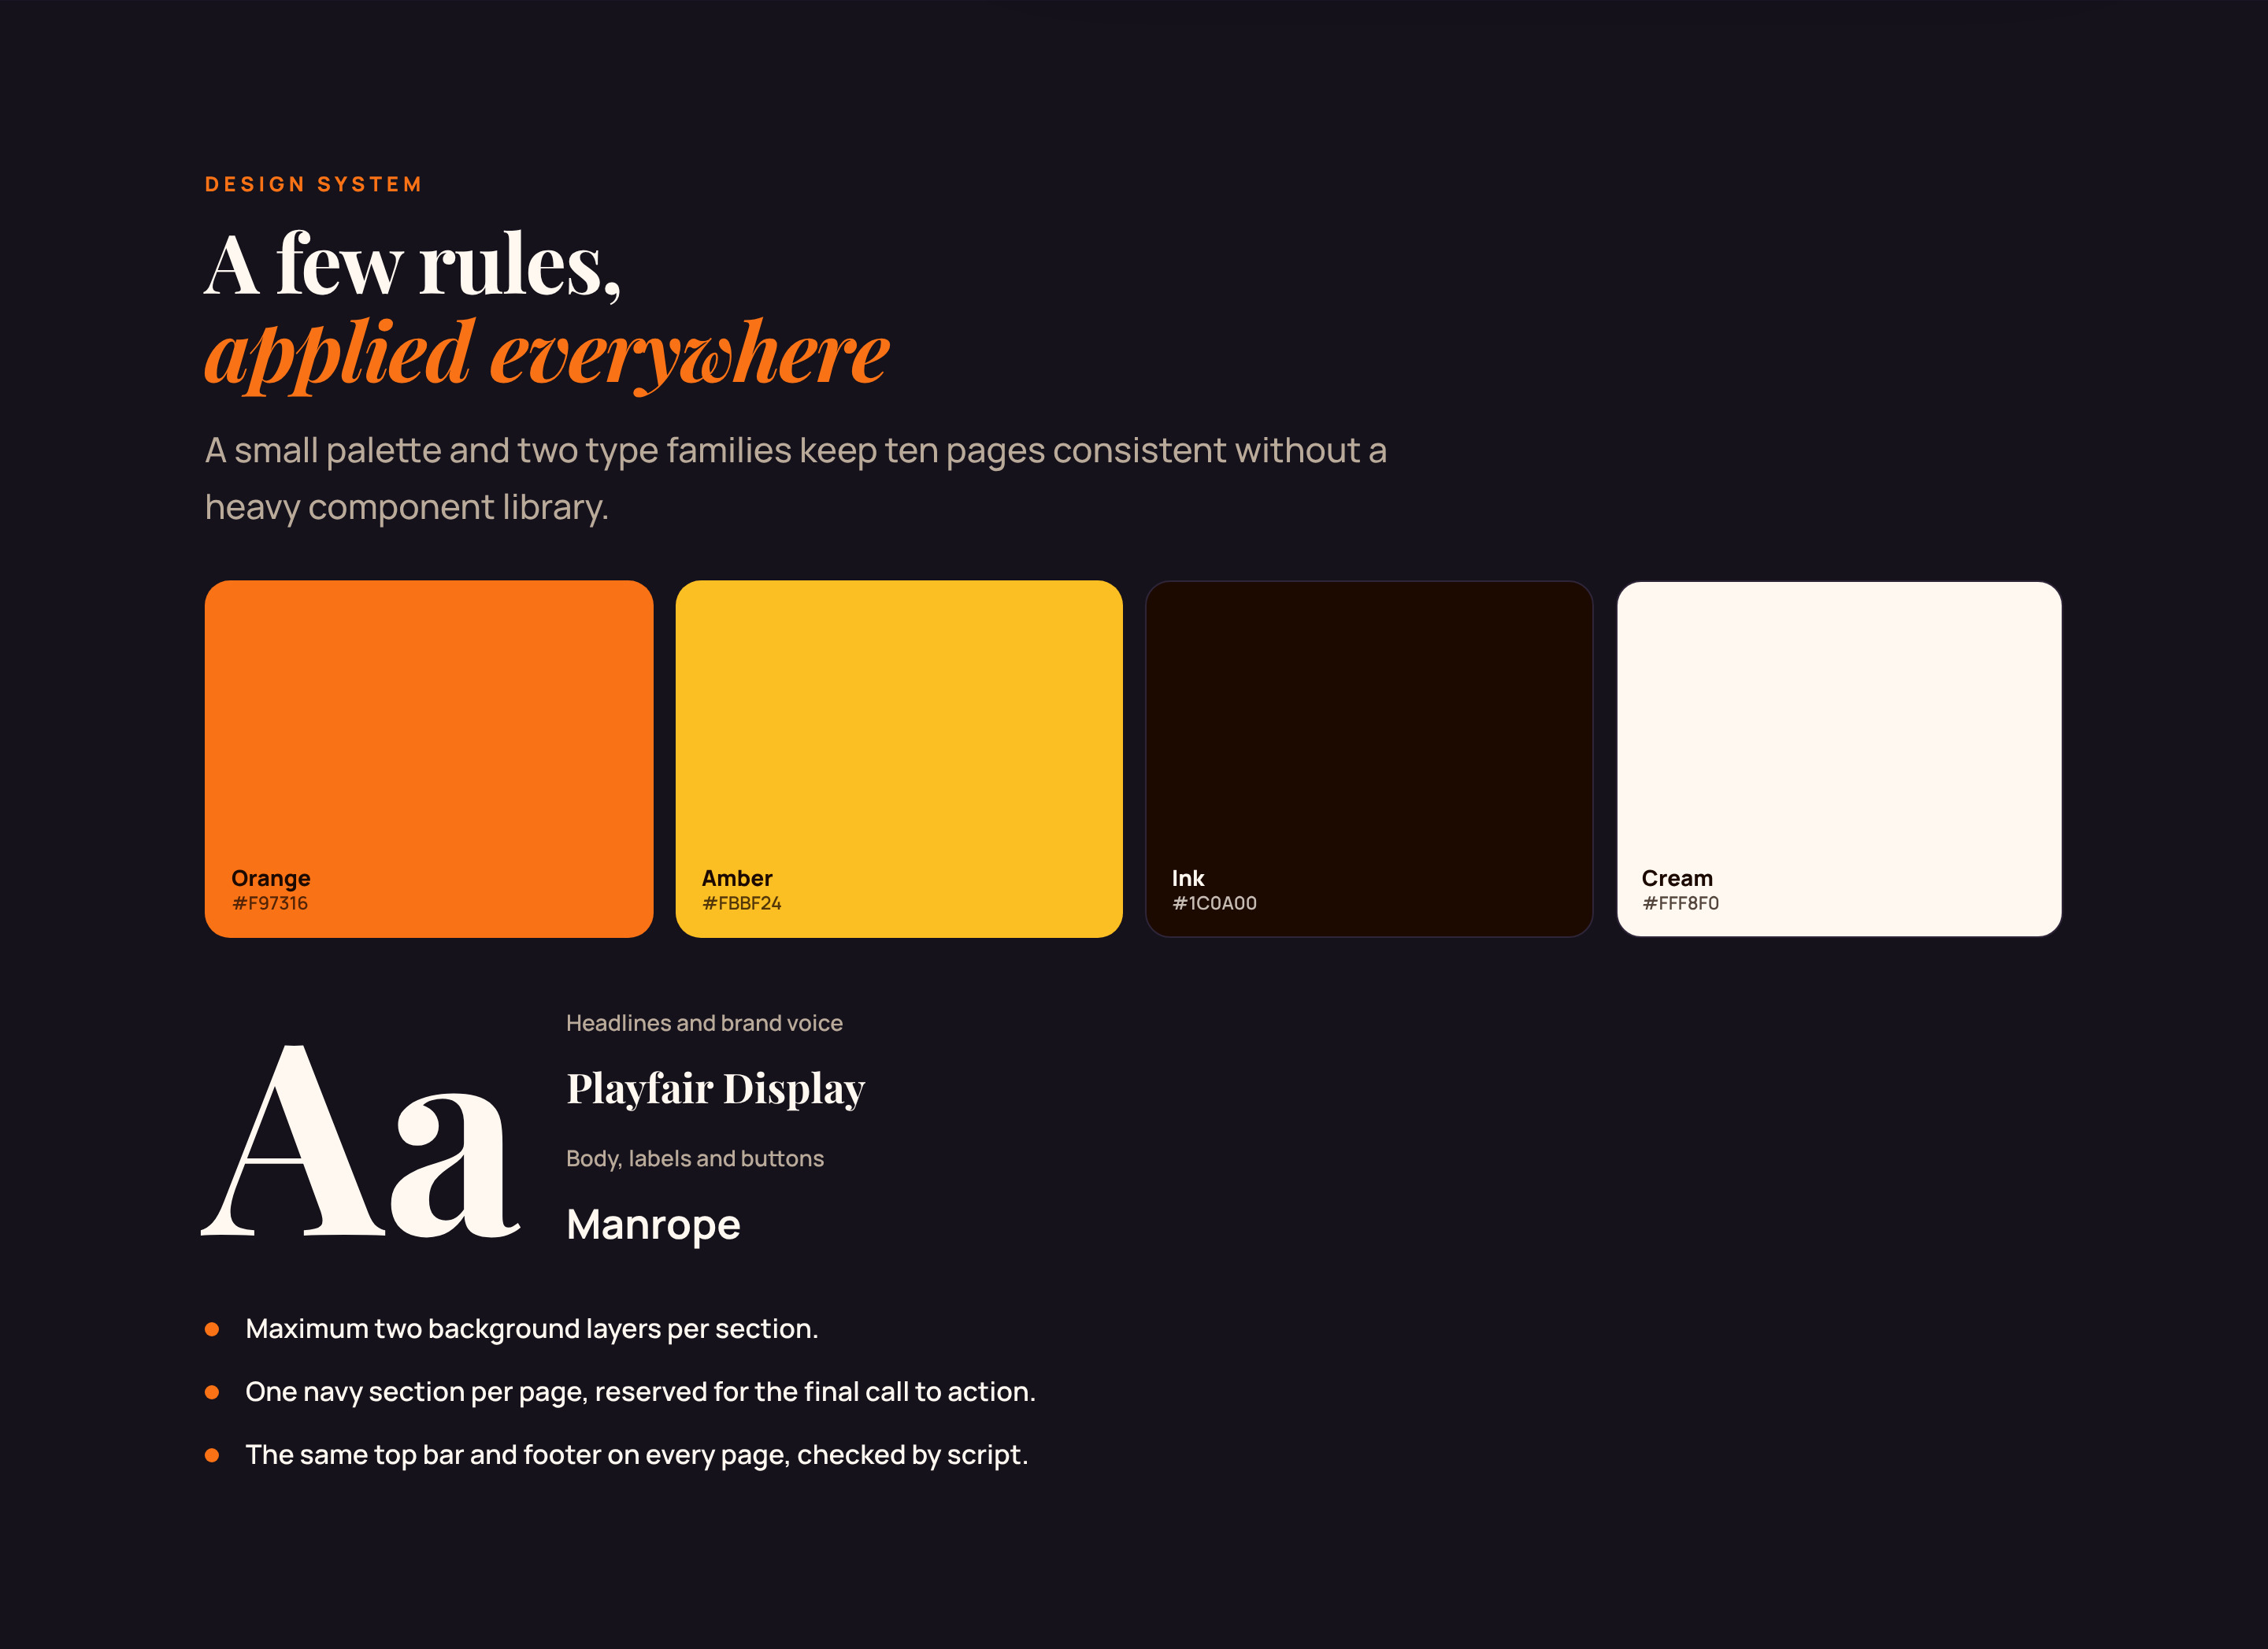 DESIGN SYSTEM
A few rules,
applied everywhere
A small palette and two type families keep ten pages consistent without a
heavy component library.
Orange
#F97316
Amber
#FBBF24
Ink
#1C0A00
Cream
#FFF8F0
Aa
Headlines and brand voice
Playfair Display
Body, labels and buttons
Manrope
Maximum two background layers per section.
One navy section per page, reserved for the final call to action.
The same top bar and footer on every page, checked by script.